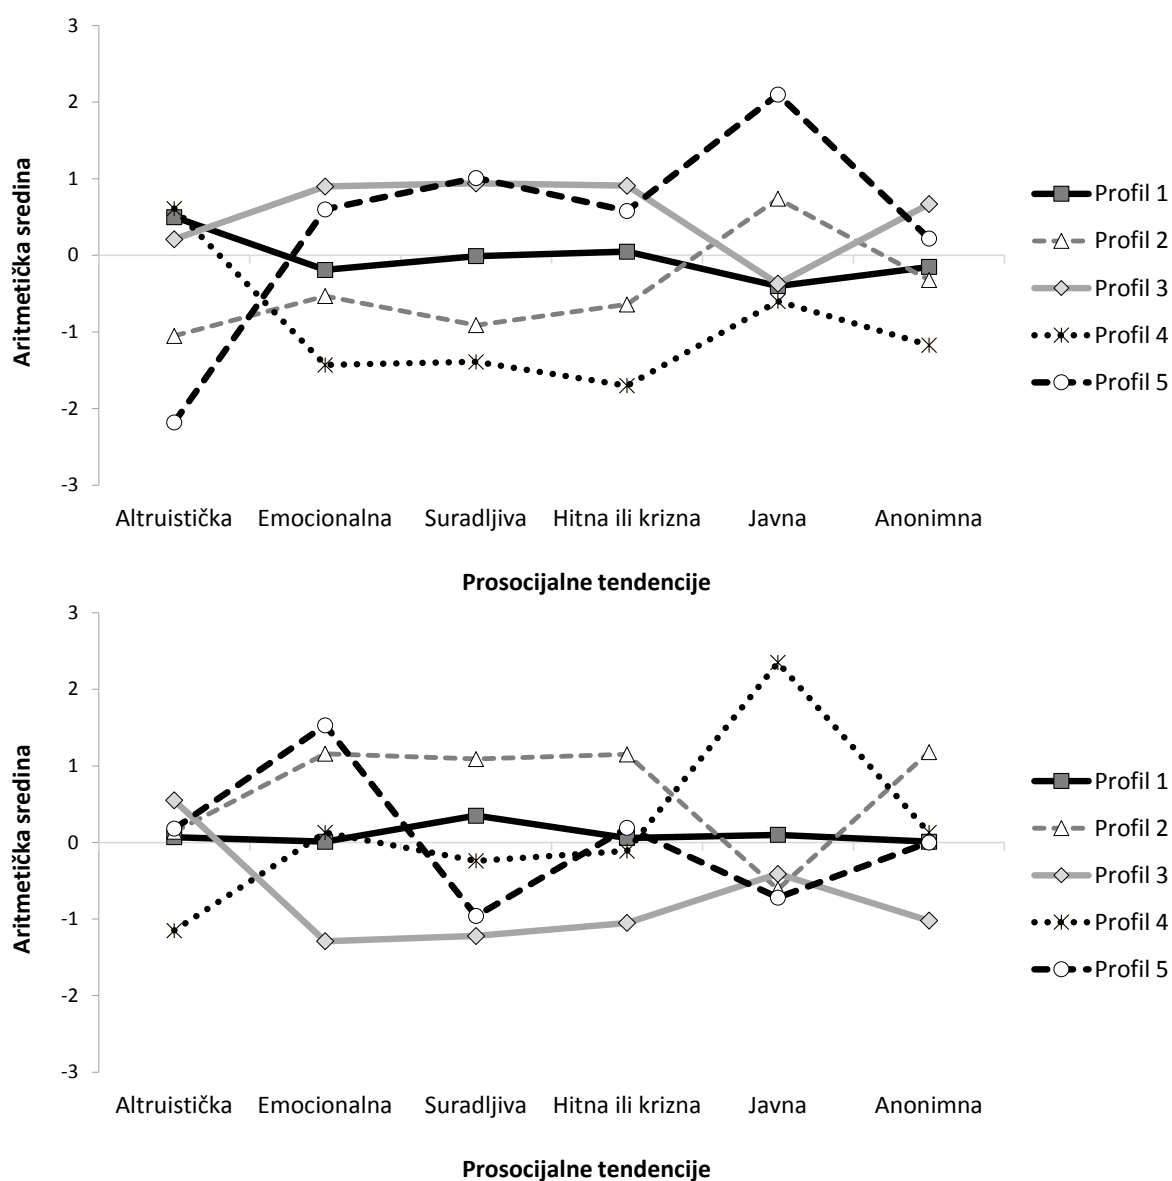 3
2
1
0
-1
-2
-3
Aritmetička sredina
Altruistička Emocionalna Suradljiva Hitna ili krizna Javna Anonimna
Prosocijalne tendencije
Profil 1
Profil 2
Profil 3
Profil 4
Profil 5
3
2
1
0
-1
-2
-3
Aritmetička sredina
Altruistička Emocionalna Suradljiva Hitna ili krizna Javna Anonimna
Prosocijalne tendencije
Profil 1
Profil 2
Profil 3
Profil 4
Profil 5